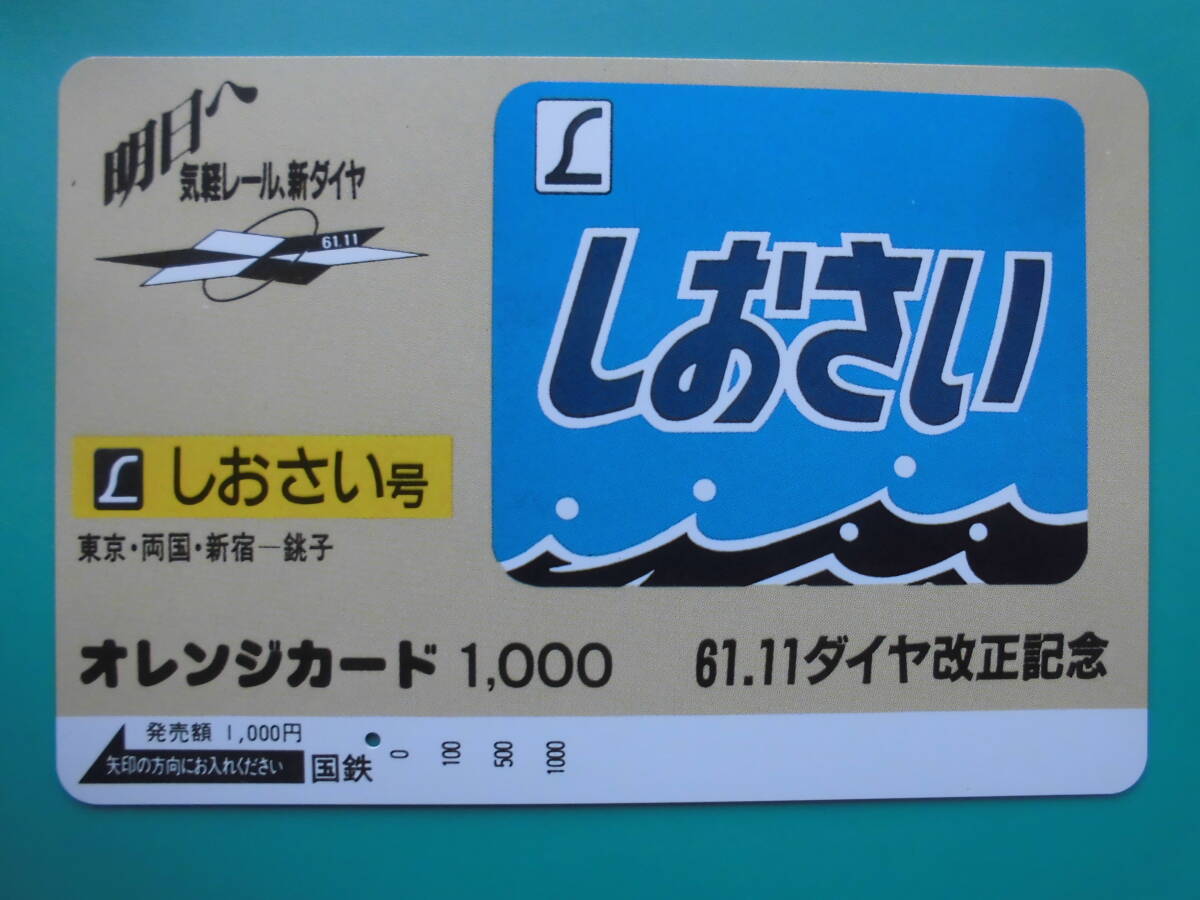 明日へ
気軽レール、新ダイヤ
61.11
L
しおさい
L しおさい号
東京・両国・新宿―銚子
オレンジカード 1,000
61.11ダイヤ改正記念
発売額 1,000円
矢印の方向にお入れください
国鉄
0 100 500 1000